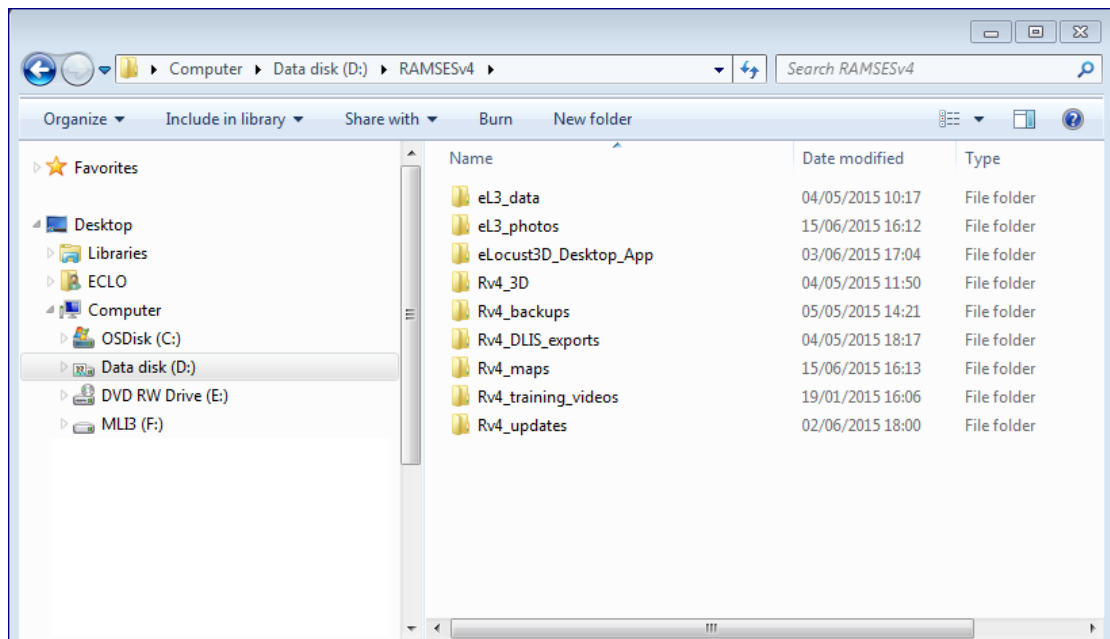 Computer Data disk (D:) RAMSESv4 Search RAMSESv4
Organize Include in library Share with Burn New folder
Favorites
Desktop
Libraries
ECLO
Computer
OSDisk (C:)
Data disk (D:)
DVD RW Drive (E:)
MLI3 (F:)
Name Date modified Type
eL3_data 04/05/2015 10:17 File folder
eL3_photos 15/06/2015 16:12 File folder
eLocust3D_Desktop_App 03/06/2015 17:04 File folder
Rv4_3D 04/05/2015 11:50 File folder
Rv4_backups 05/05/2015 14:21 File folder
Rv4_DLIS_exports 04/05/2015 18:17 File folder
Rv4_maps 15/06/2015 16:13 File folder
Rv4_training_videos 19/01/2015 16:06 File folder
Rv4_updates 02/06/2015 18:00 File folder